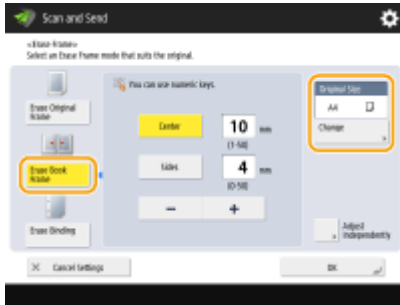 Scan and Send
<Erase Frame>
Select an Erase Frame mode that suits the original.
Erase Original
Frame
Erase Book
Frame
Erase Binding
You can use numeric keys.
Center
10 mm
(1-50)
Sides
4 mm
(0-50)
-
+
Original Size
A4
Change
Adjust
Independently
× Cancel Settings
OK